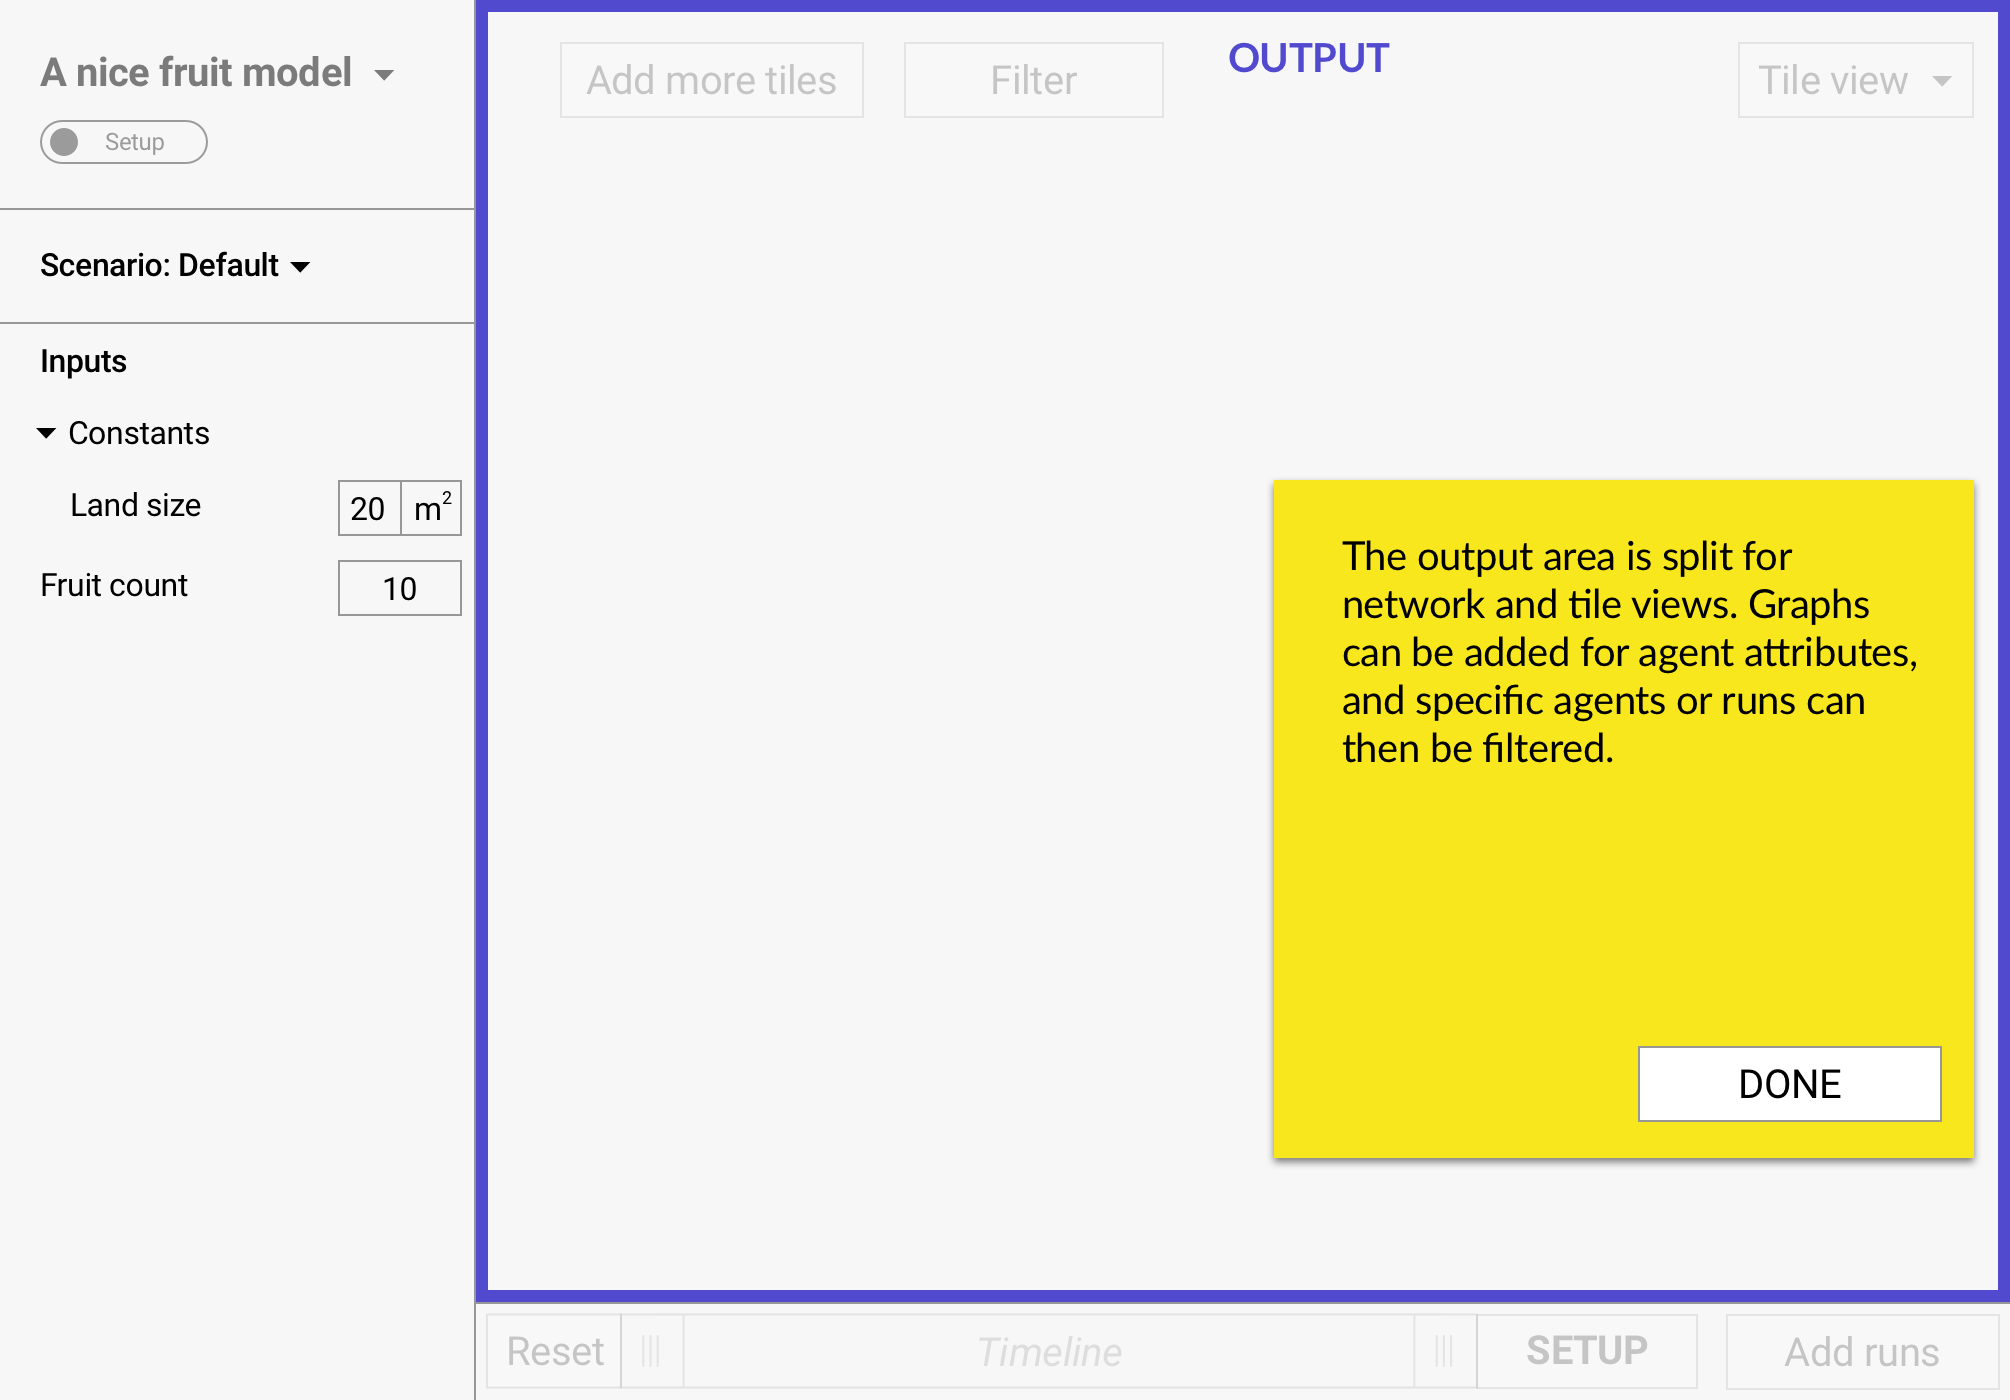 A nice fruit model
Setup
Scenario: Default
Inputs
Constants
Land size
20 m²
Fruit count
10
Add more tiles
Filter
OUTPUT
Tile view
The output area is split for
network and tile views. Graphs
can be added for agent attributes,
and specific agents or runs can
then be filtered.
DONE
Reset
Timeline
SETUP
Add runs